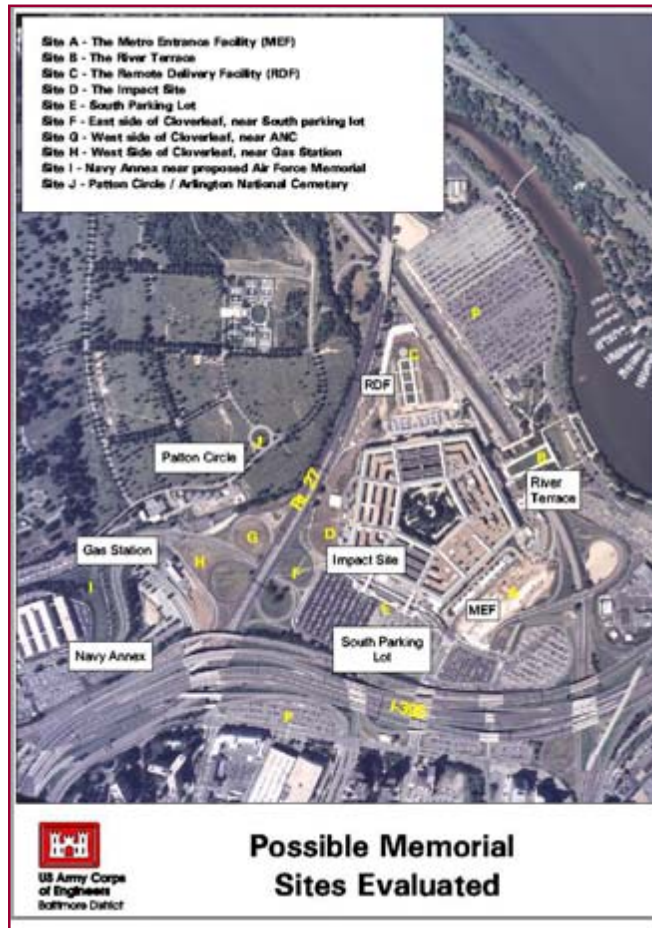 Site A - The Metro Entrance Facility (MEF)
Site B - The River Terrace
Site C - The Remote Delivery Facility (RDF)
Site D - The Impact Site
Site E - South Parking Lot
Site F - East side of Cloverleaf, near South parking lot
Site G - West side of Cloverleaf, near ANC
Site H - West Side of Cloverleaf, near Gas Station
Site I - Navy Annex near proposed Air Force Memorial
Site J - Patton Circle / Arlington National Cemetary
P
C
RDF
J
Patton Circle
B
River
Terrace
Rt. 27
G
D
Gas Station
H
Impact Site
F
I
A
MEF
E
South Parking
Lot
Navy Annex
I-395
P
US Army Corps
of Engineers
Baltimore District
Possible Memorial
Sites Evaluated